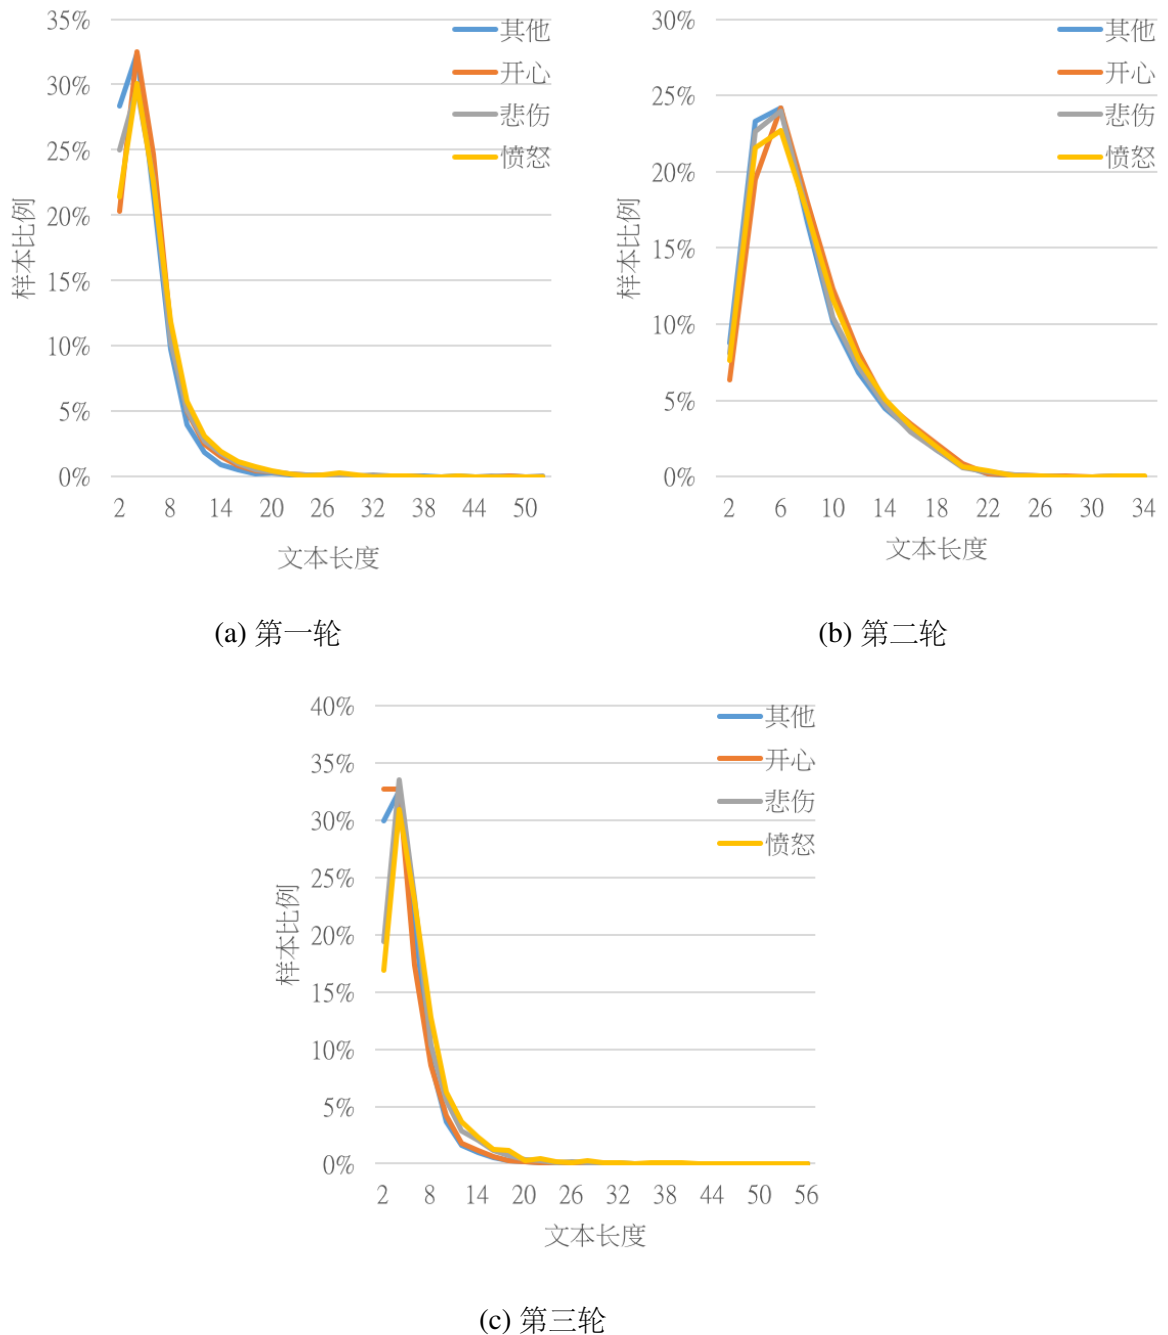 35%
30%
25%
20%
15%
10%
5%
0%
样本比例
其他
开心
悲伤
愤怒
2 8 14 20 26 32 38 44 50
文本长度
(a) 第一轮
30%
25%
20%
15%
10%
5%
0%
样本比例
其他
开心
悲伤
愤怒
2 6 10 14 18 22 26 30 34
文本长度
(b) 第二轮
40%
35%
30%
25%
20%
15%
10%
5%
0%
样本比例
其他
开心
悲伤
愤怒
2 8 14 20 26 32 38 44 50 56
文本长度
(c) 第三轮